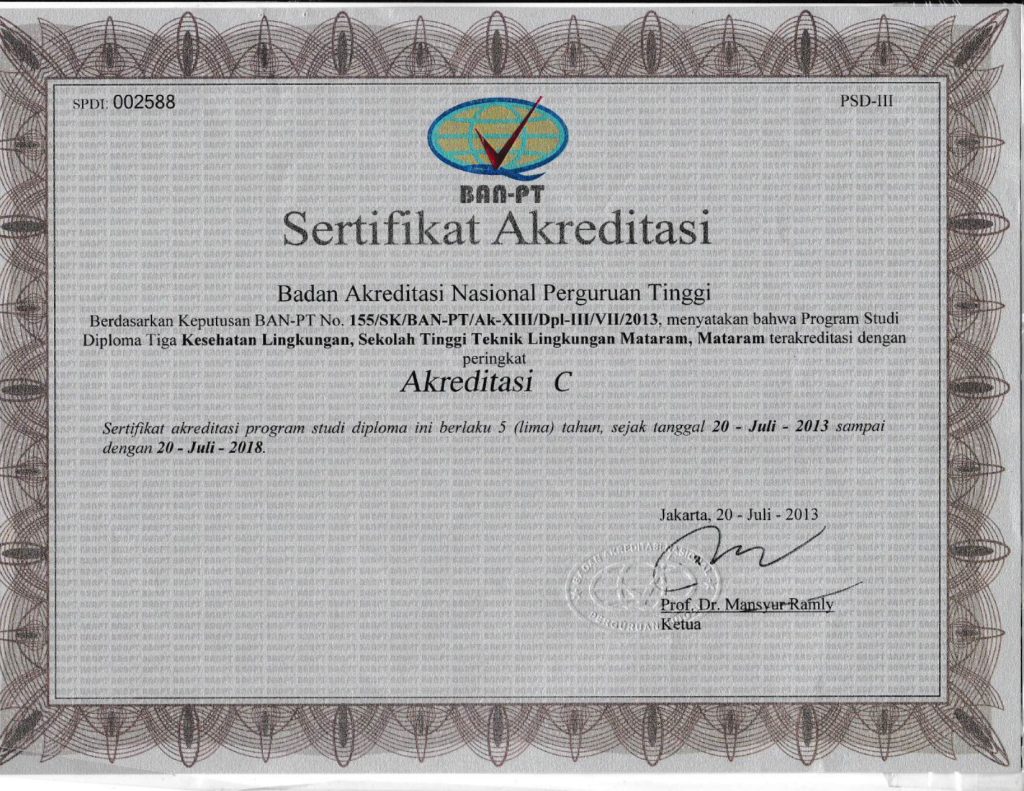 SPDI: 002588
PSD-III
BAN-PT
Sertifikat Akreditasi
Badan Akreditasi Nasional Perguruan Tinggi
Berdasarkan Keputusan BAN-PT No. 155/SK/BAN-PT/Ak-XIII/Dpl-III/VII/2013, menyatakan bahwa Program Studi
Diploma Tiga Kesehatan Lingkungan, Sekolah Tinggi Teknik Lingkungan Mataram, Mataram terakreditasi dengan
peringkat
Akreditasi C
Sertifikat akreditasi program studi diploma ini berlaku 5 (lima) tahun, sejak tanggal 20 - Juli - 2013 sampai
dengan 20 - Juli - 2018.
Jakarta, 20 - Juli - 2013
Prof. Dr. Mansyur Ramly
Ketua